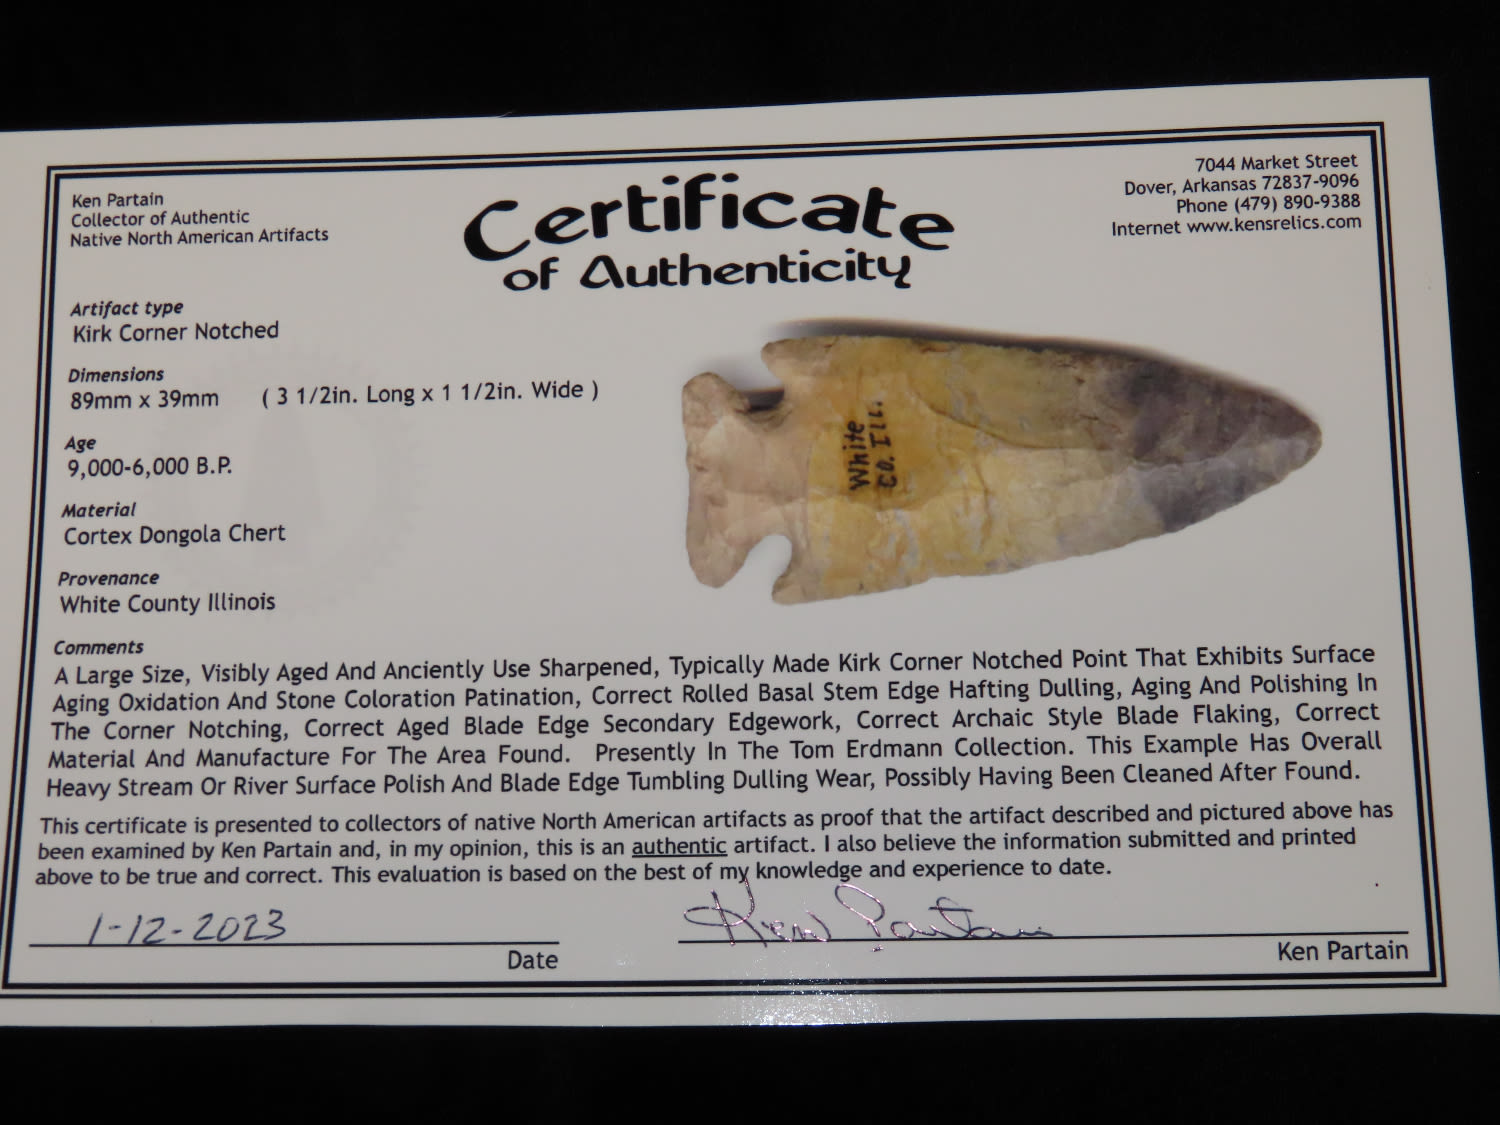 Ken Partain
Collector of Authentic
Native North American Artifacts
Certificate
of Authenticity
7044 Market Street
Dover, Arkansas 72837-9096
Phone (479) 890-9388
Internet www.kensrelics.com
Artifact type
Kirk Corner Notched
Dimensions
89mm x 39mm ( 3 1/2in. Long x 1 1/2in. Wide )
Age
9,000-6,000 B.P.
Material
Cortex Dongola Chert
Provenance
White County Illinois
White
CO. ILL.
Comments
A Large Size, Visibly Aged And Anciently Use Sharpened, Typically Made Kirk Corner Notched Point That Exhibits Surface
Aging Oxidation And Stone Coloration Patination, Correct Rolled Basal Stem Edge Hafting Dulling, Aging And Polishing In
The Corner Notching, Correct Aged Blade Edge Secondary Edgework, Correct Archaic Style Blade Flaking, Correct
Material And Manufacture For The Area Found. Presently In The Tom Erdmann Collection. This Example Has Overall
Heavy Stream Or River Surface Polish And Blade Edge Tumbling Dulling Wear, Possibly Having Been Cleaned After Found.
This certificate is presented to collectors of native North American artifacts as proof that the artifact described and pictured above has
been examined by Ken Partain and, in my opinion, this is an authentic artifact. I also believe the information submitted and printed
above to be true and correct. This evaluation is based on the best of my knowledge and experience to date.
1-12-2023
Ken Partain
Date
Ken Partain